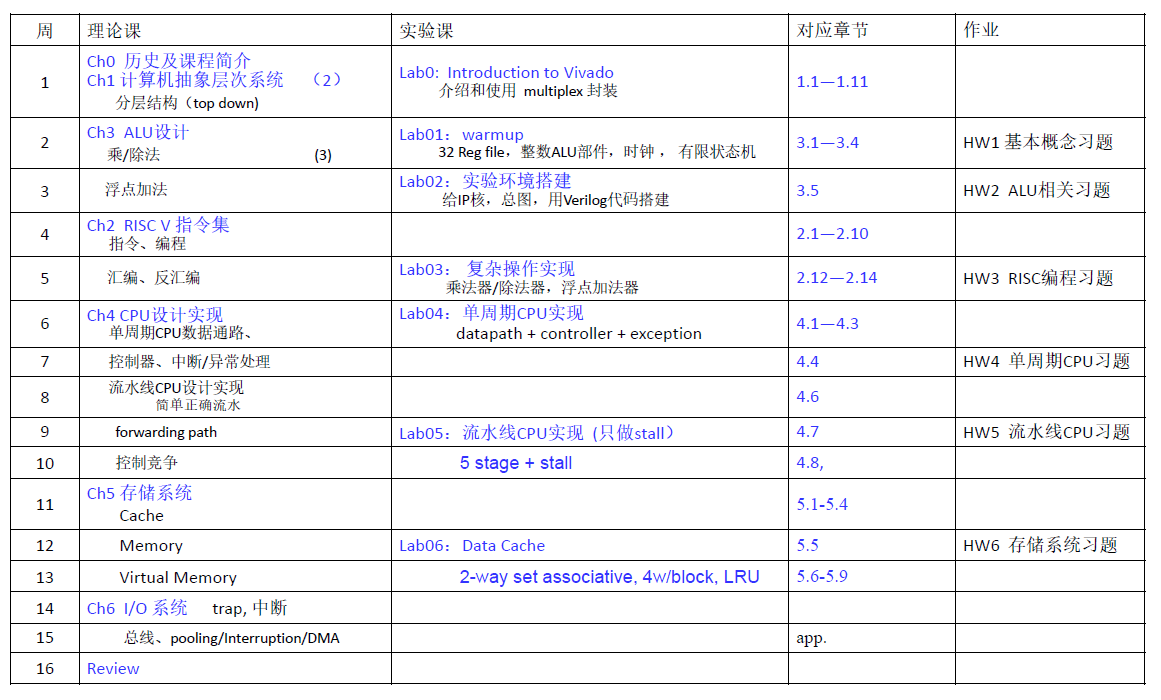 周 理论课 实验课 对应章节 作业
1 Ch0 历史及课程简介
Ch1 计算机抽象层次系统 （2）
分层结构（top down)
Lab0: Introduction to Vivado
介绍和使用 multiplex 封装
1.1—1.11
2 Ch3 ALU设计
乘/除法 (3)
Lab01：warmup
32 Reg file，整数ALU部件，时钟 ， 有限状态机
3.1—3.4
HW1 基本概念习题
3 浮点加法
Lab02：实验环境搭建
给IP核，总图，用Verilog代码搭建
3.5
HW2 ALU相关习题
4 Ch2 RISC V 指令集
指令、编程
2.1—2.10
5 汇编、反汇编
Lab03： 复杂操作实现
乘法器/除法器，浮点加法器
2.12—2.14
HW3 RISC编程习题
6 Ch4 CPU设计实现
单周期CPU数据通路、
Lab04：单周期CPU实现
datapath + controller + exception
4.1—4.3
7 控制器、中断/异常处理 4.4 HW4 单周期CPU习题
8 流水线CPU设计实现
简单正确流水
4.6
9 forwarding path Lab05：流水线CPU实现 (只做stall） 4.7 HW5 流水线CPU习题
10 控制竞争 5 stage + stall 4.8,
11 Ch5 存储系统
Cache
5.1-5.4
12 Memory Lab06：Data Cache 5.5 HW6 存储系统习题
13 Virtual Memory 2-way set associative, 4w/block, LRU 5.6-5.9
14 Ch6 I/O 系统 trap, 中断
15 总线、pooling/Interruption/DMA app.
16 Review